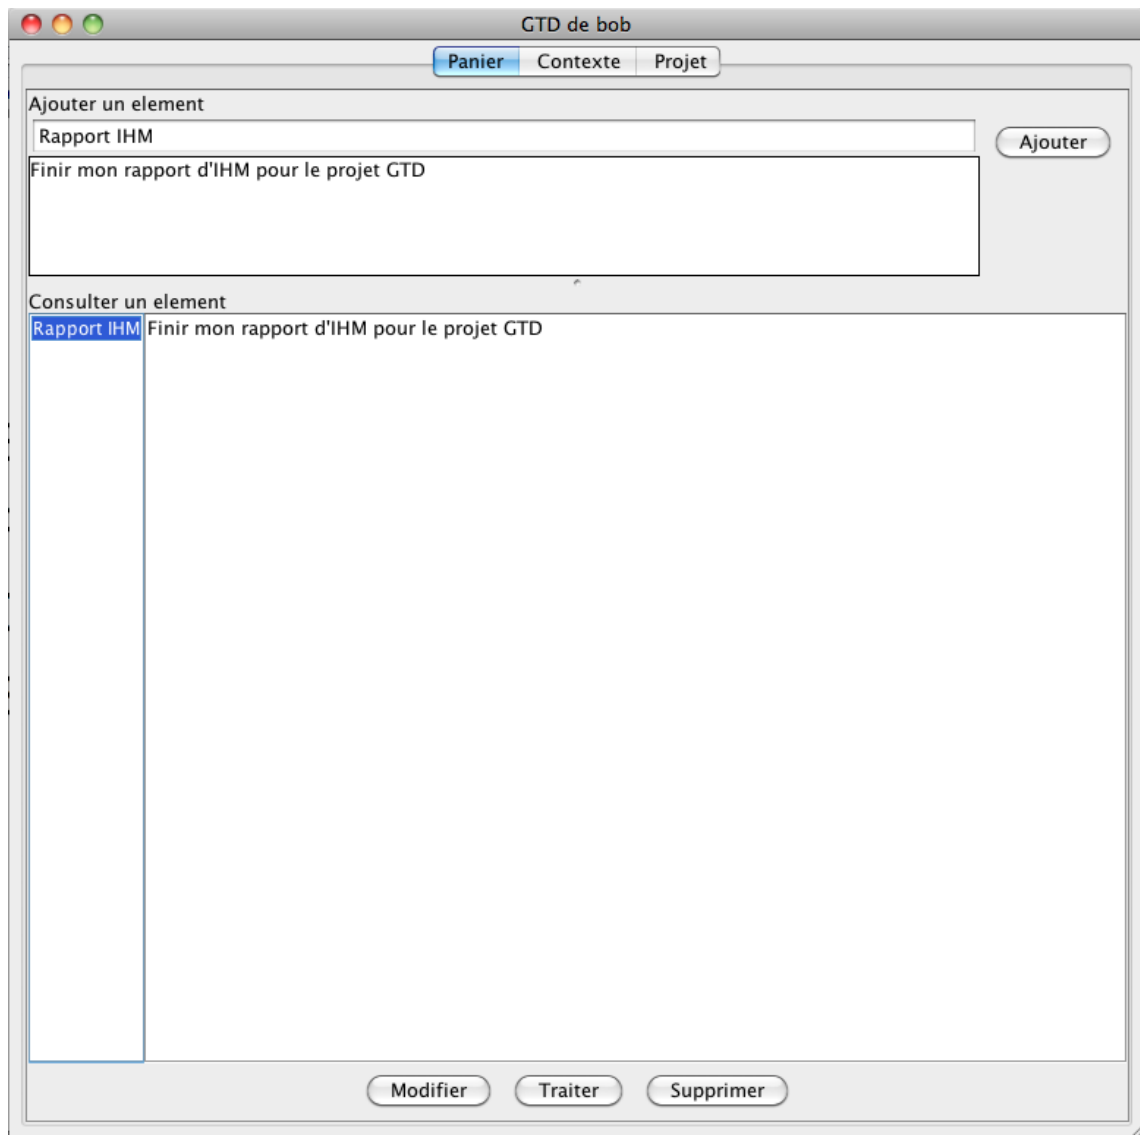 GTD de bob
Panier Contexte Projet
Ajouter un element
Rapport IHM
Ajouter
Finir mon rapport d'IHM pour le projet GTD
Consulter un element
Rapport IHM Finir mon rapport d'IHM pour le projet GTD
Modifier Traiter Supprimer